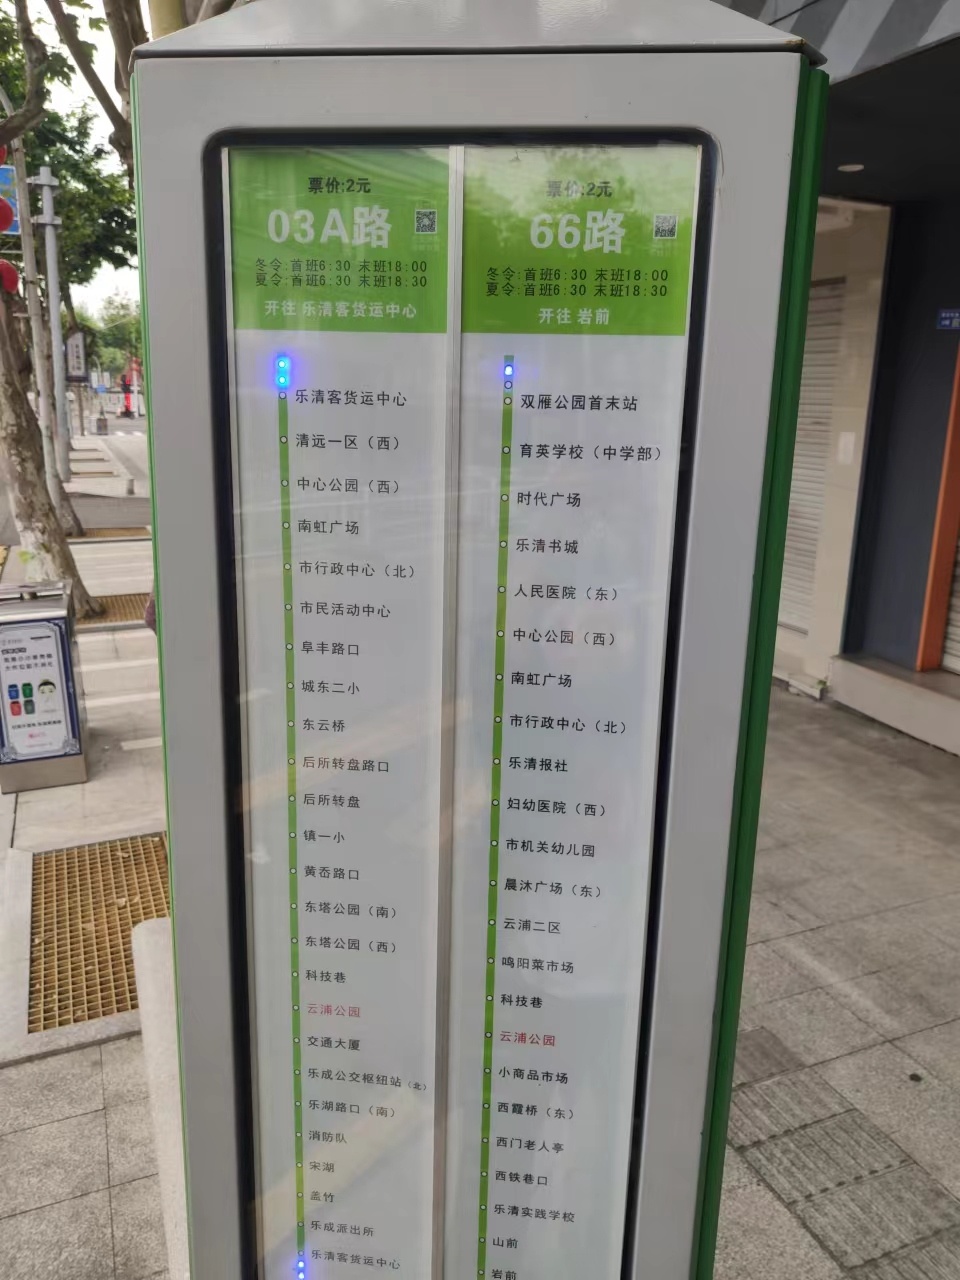 票价:2元
03A路
冬令:首班6:30 末班18:00
夏令:首班6:30 末班18:30
开往 乐清客货运中心
乐清客货运中心
清远一区（西）
中心公园（西）
南虹广场
市行政中心（北）
市民活动中心
阜丰路口
城东二小
东云桥
后所转盘路口
后所转盘
镇一小
黄岙路口
东塔公园（南）
东塔公园（西）
科技巷
云浦公园
交通大厦
乐成公交枢纽站（北）
乐湖路口（南）
消防队
宋湖
盖竹
乐成派出所
乐清客货运中心
票价:2元
66路
冬令:首班6:30 末班18:00
夏令:首班6:30 末班18:30
开往 岩前
双雁公园首末站
育英学校（中学部）
时代广场
乐清书城
人民医院（东）
中心公园（西）
南虹广场
市行政中心（北）
乐清报社
妇幼医院（西）
市机关幼儿园
晨沐广场（东）
云浦二区
鸣阳菜市场
科技巷
云浦公园
小商品市场
西霞桥（东）
西门老人亭
西铁巷口
乐清实践学校
山前
岩前